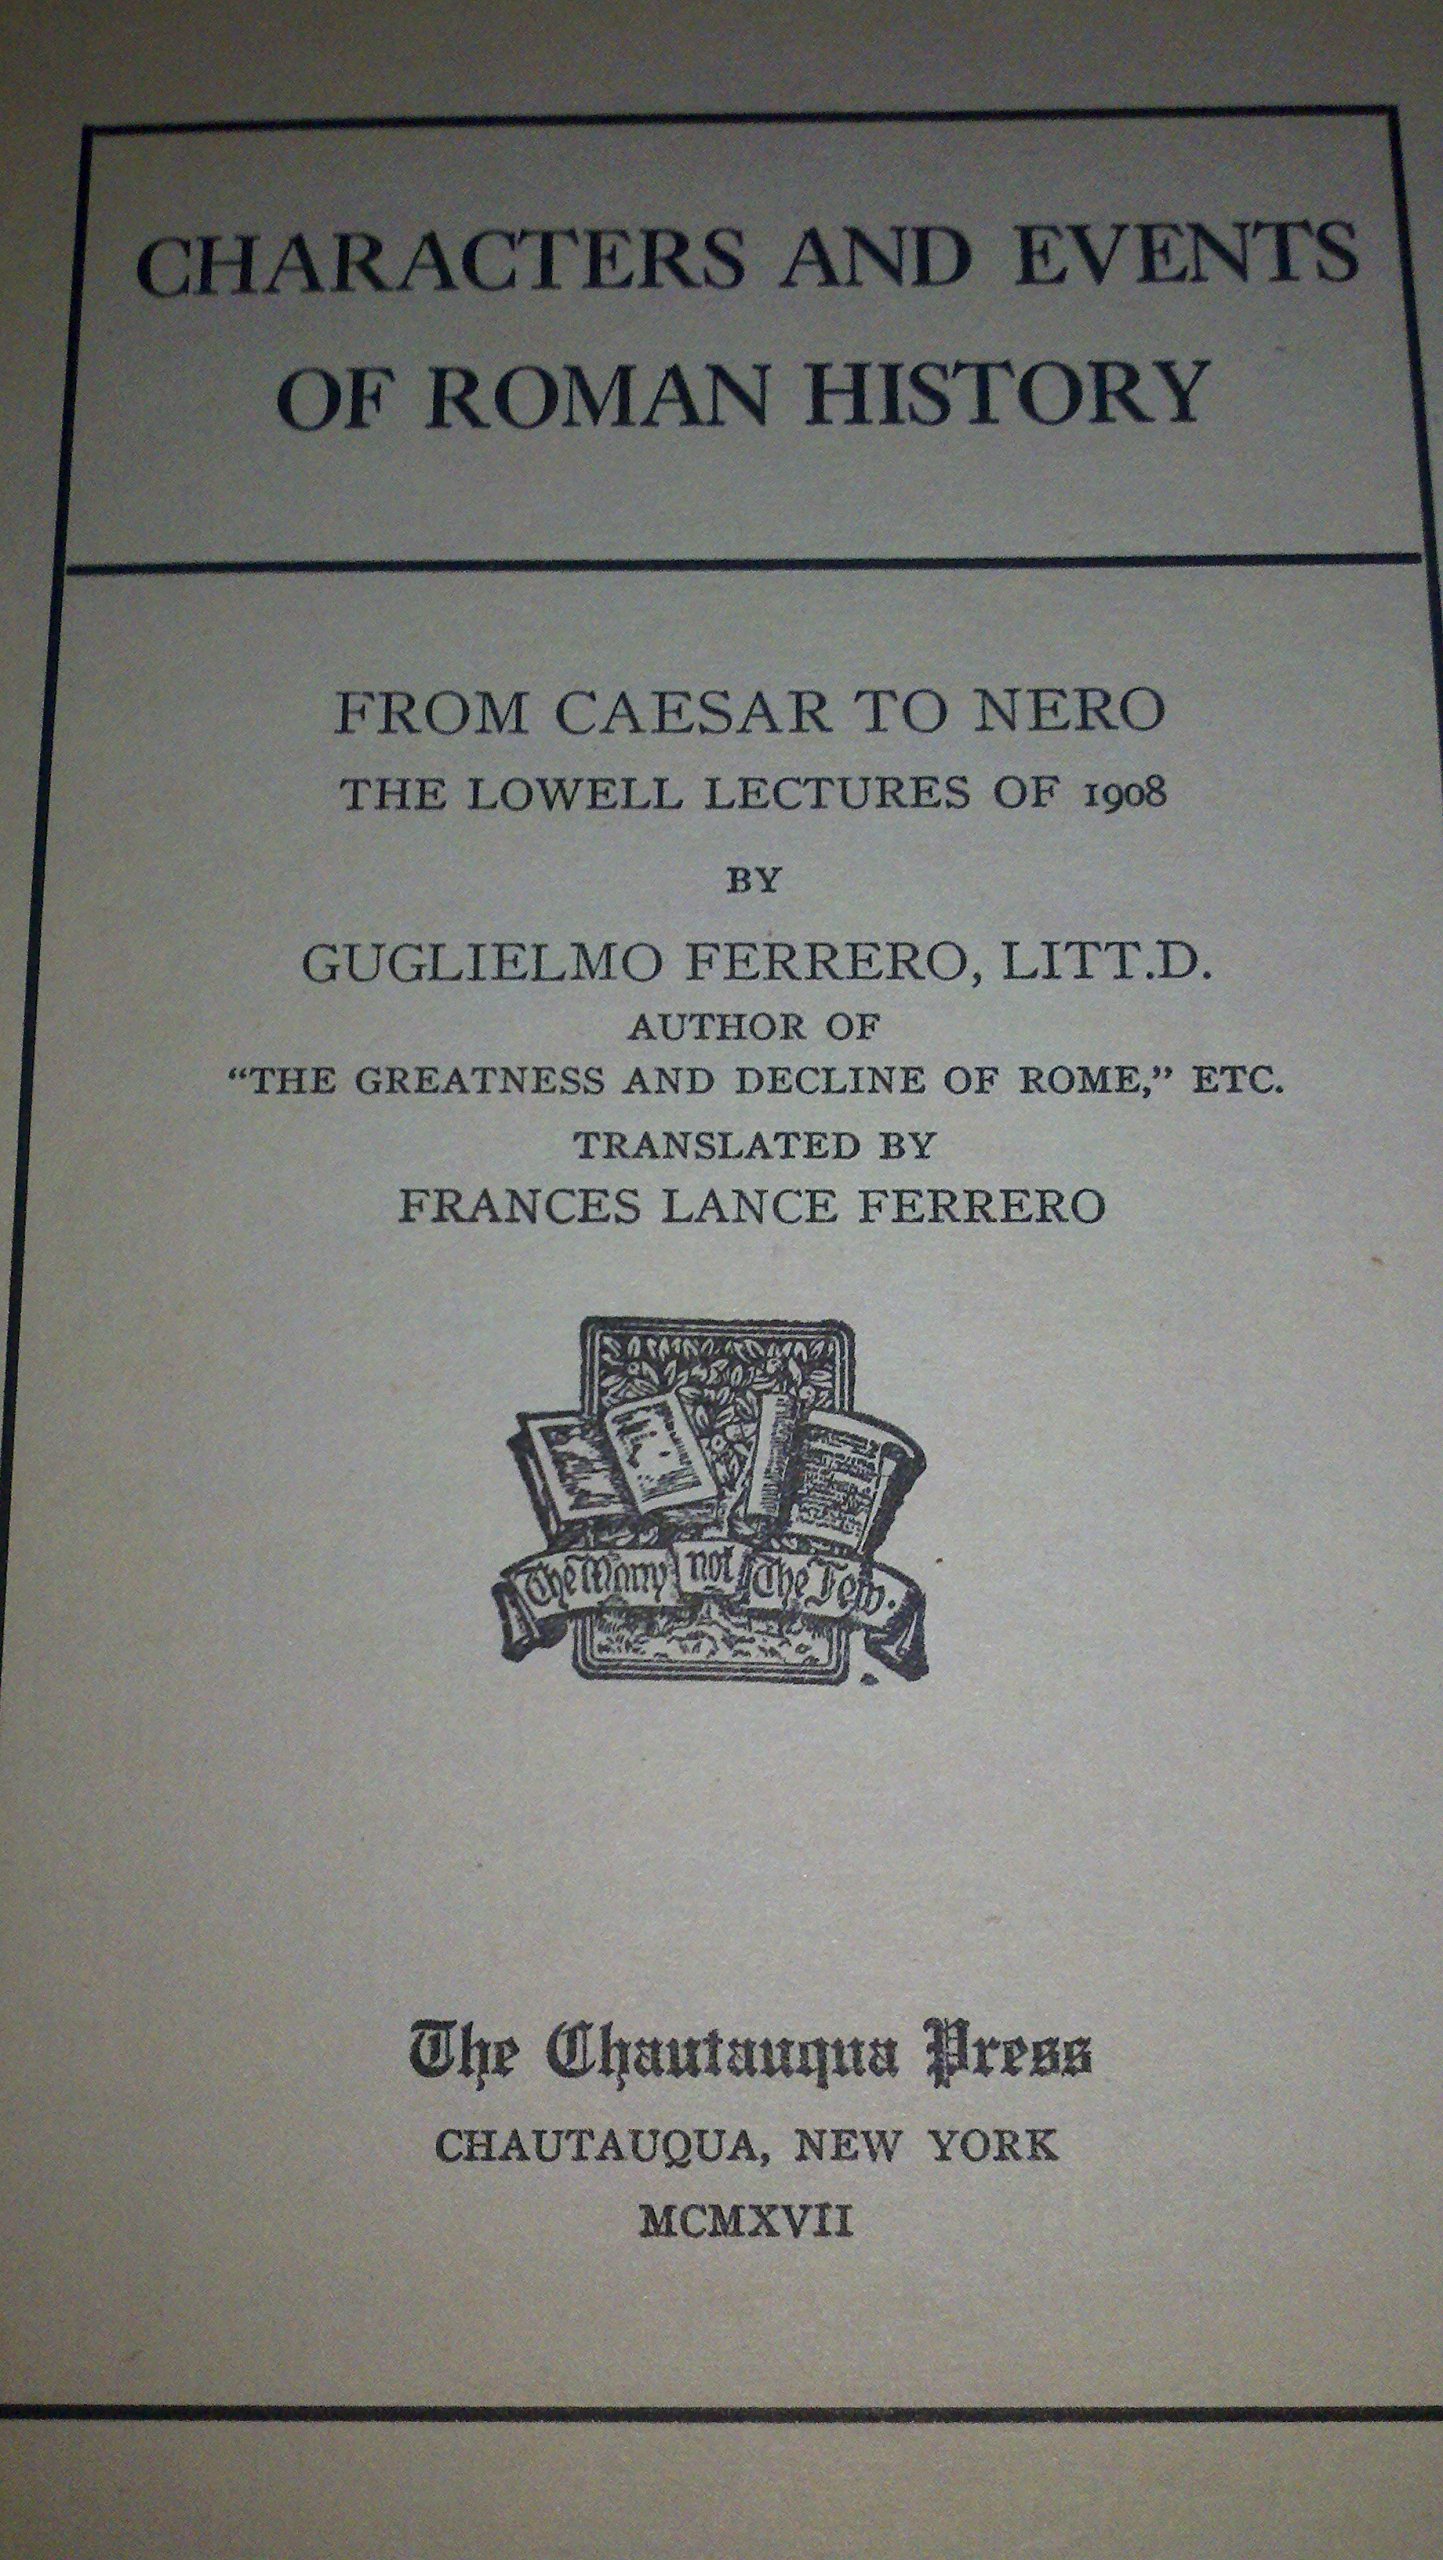 CHARACTERS AND EVENTS
OF ROMAN HISTORY
FROM CAESAR TO NERO
THE LOWELL LECTURES OF 1908
BY
GUGLIELMO FERRERO, LITT.D.
AUTHOR OF
“THE GREATNESS AND DECLINE OF ROME,” ETC.
TRANSLATED BY
FRANCES LANCE FERRERO
The Many not The Few.
The Chautauqua Press
CHAUTAUQUA, NEW YORK
MCMXVII